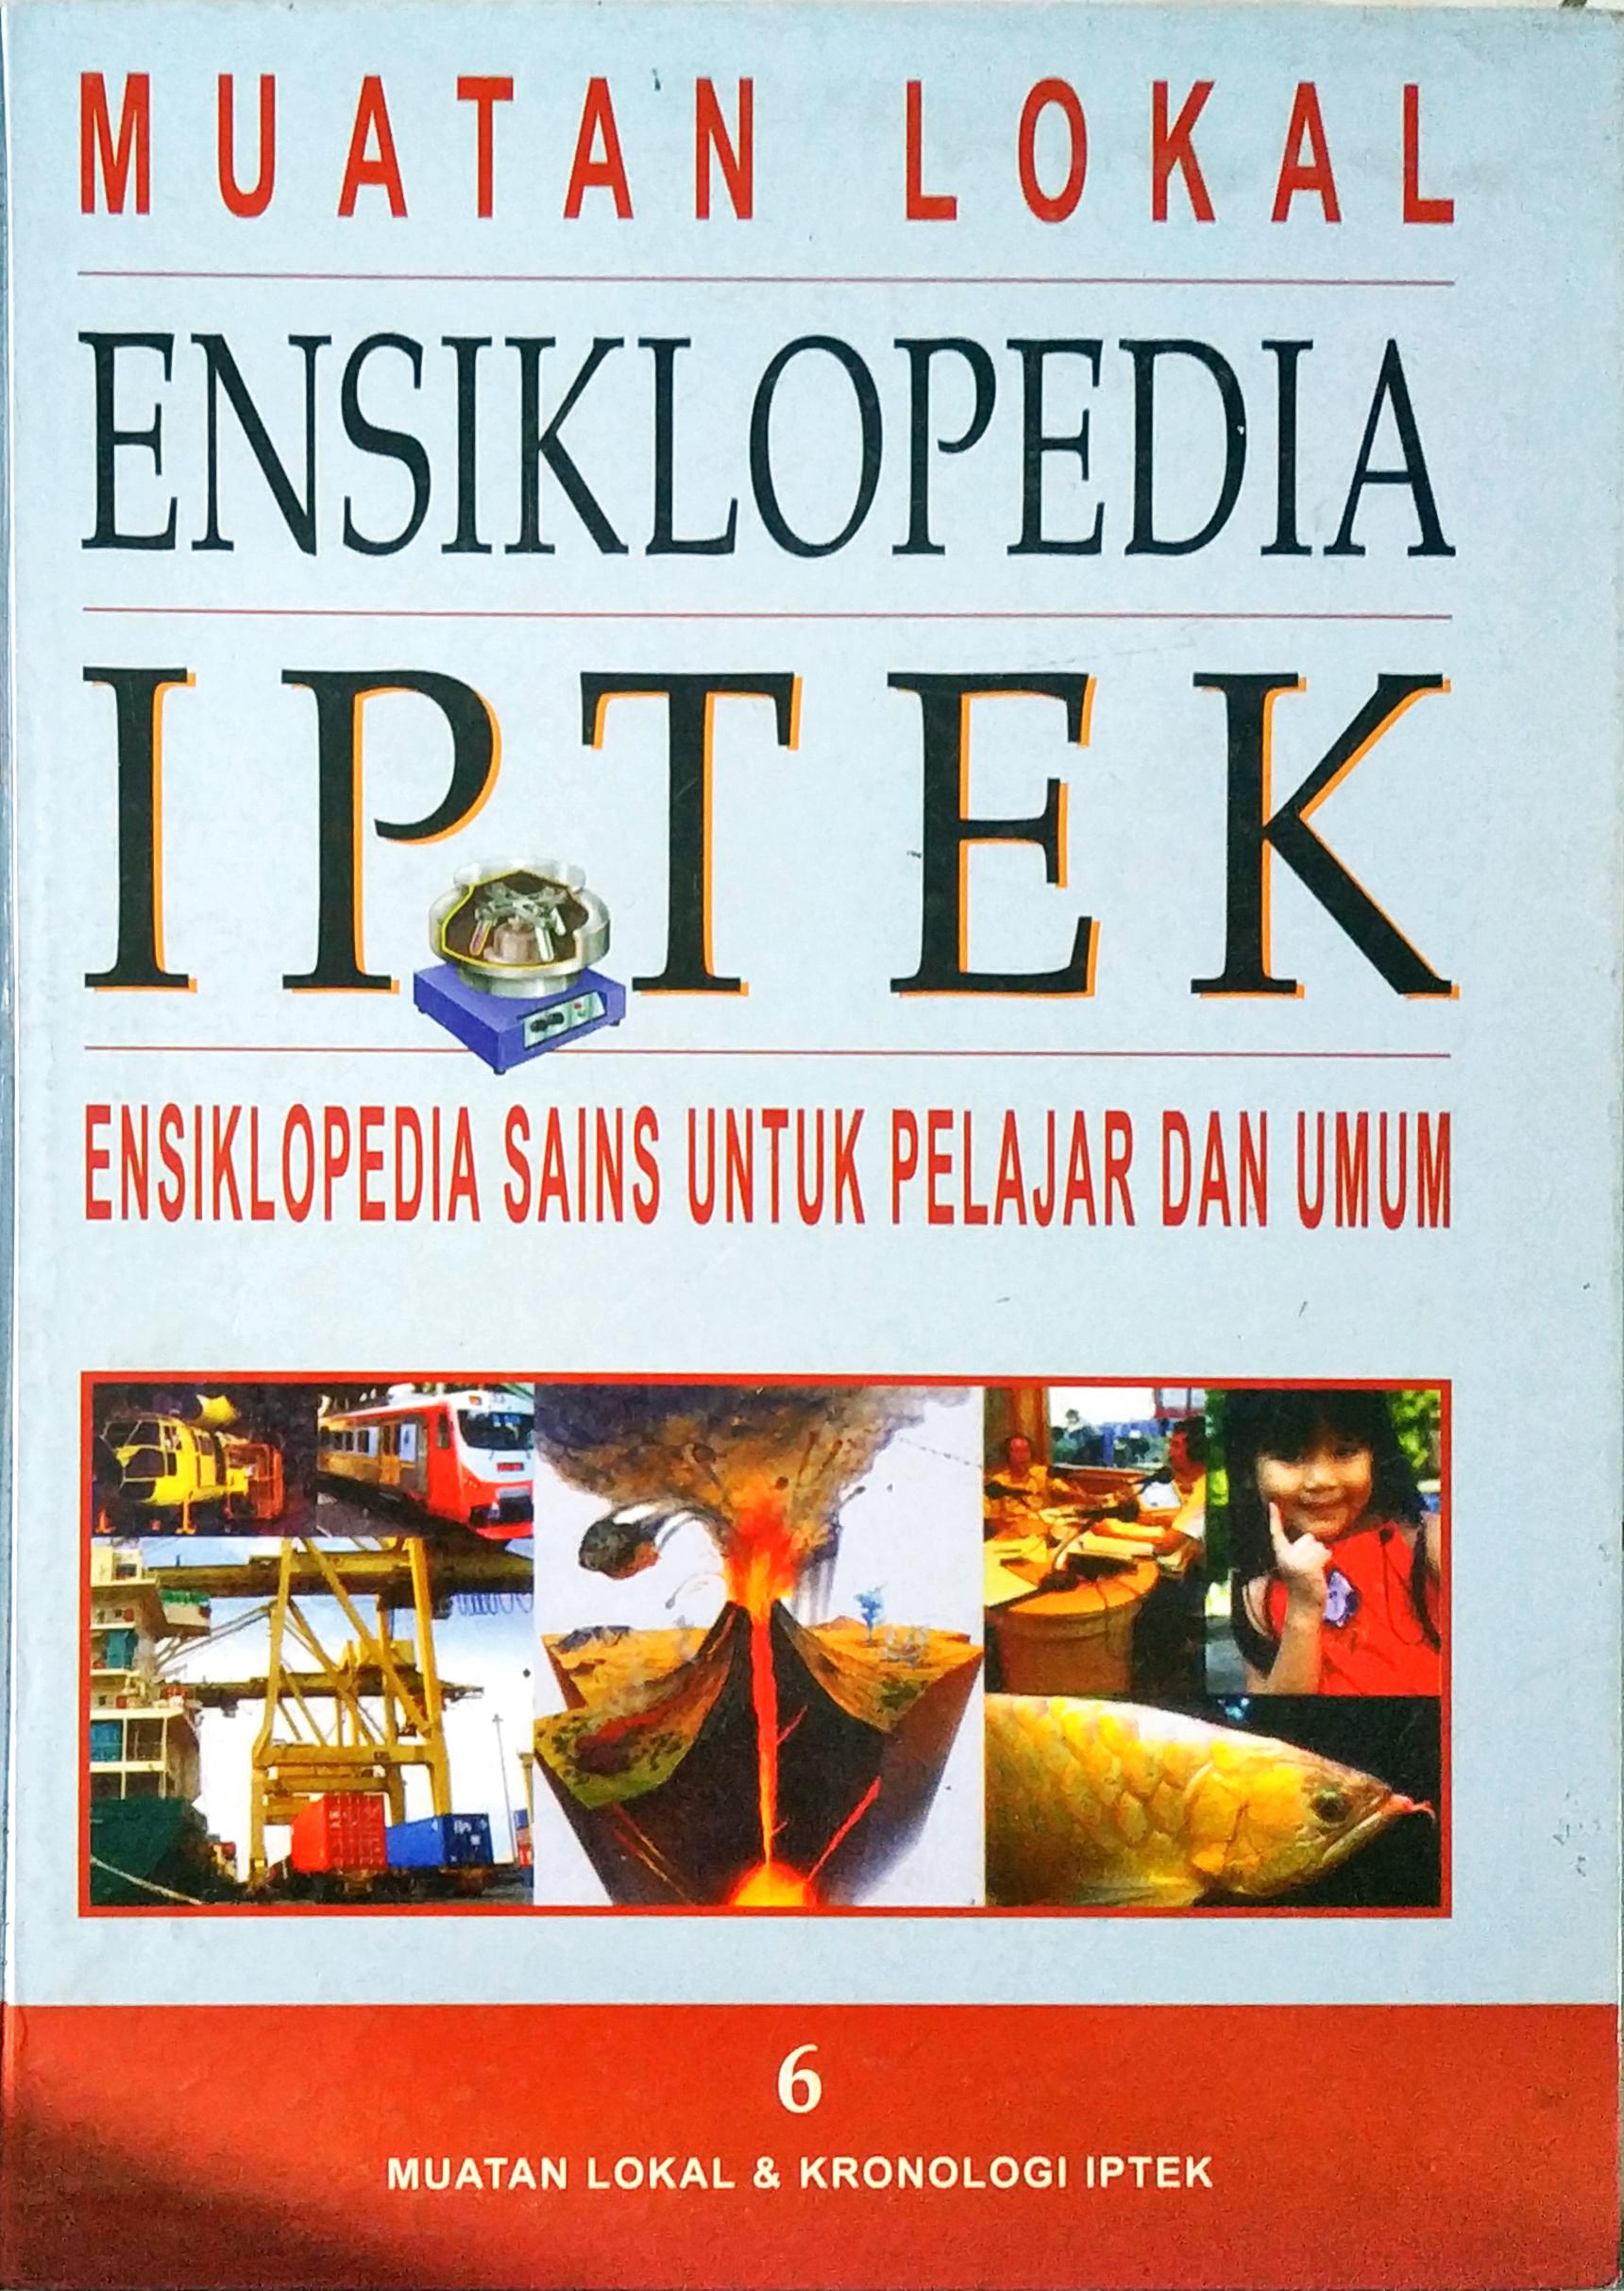 MUATAN LOKAL
ENSIKLOPEDIA
IPTEK
ENSIKLOPEDIA SAINS UNTUK PELAJAR DAN UMUM
6
MUATAN LOKAL & KRONOLOGI IPTEK